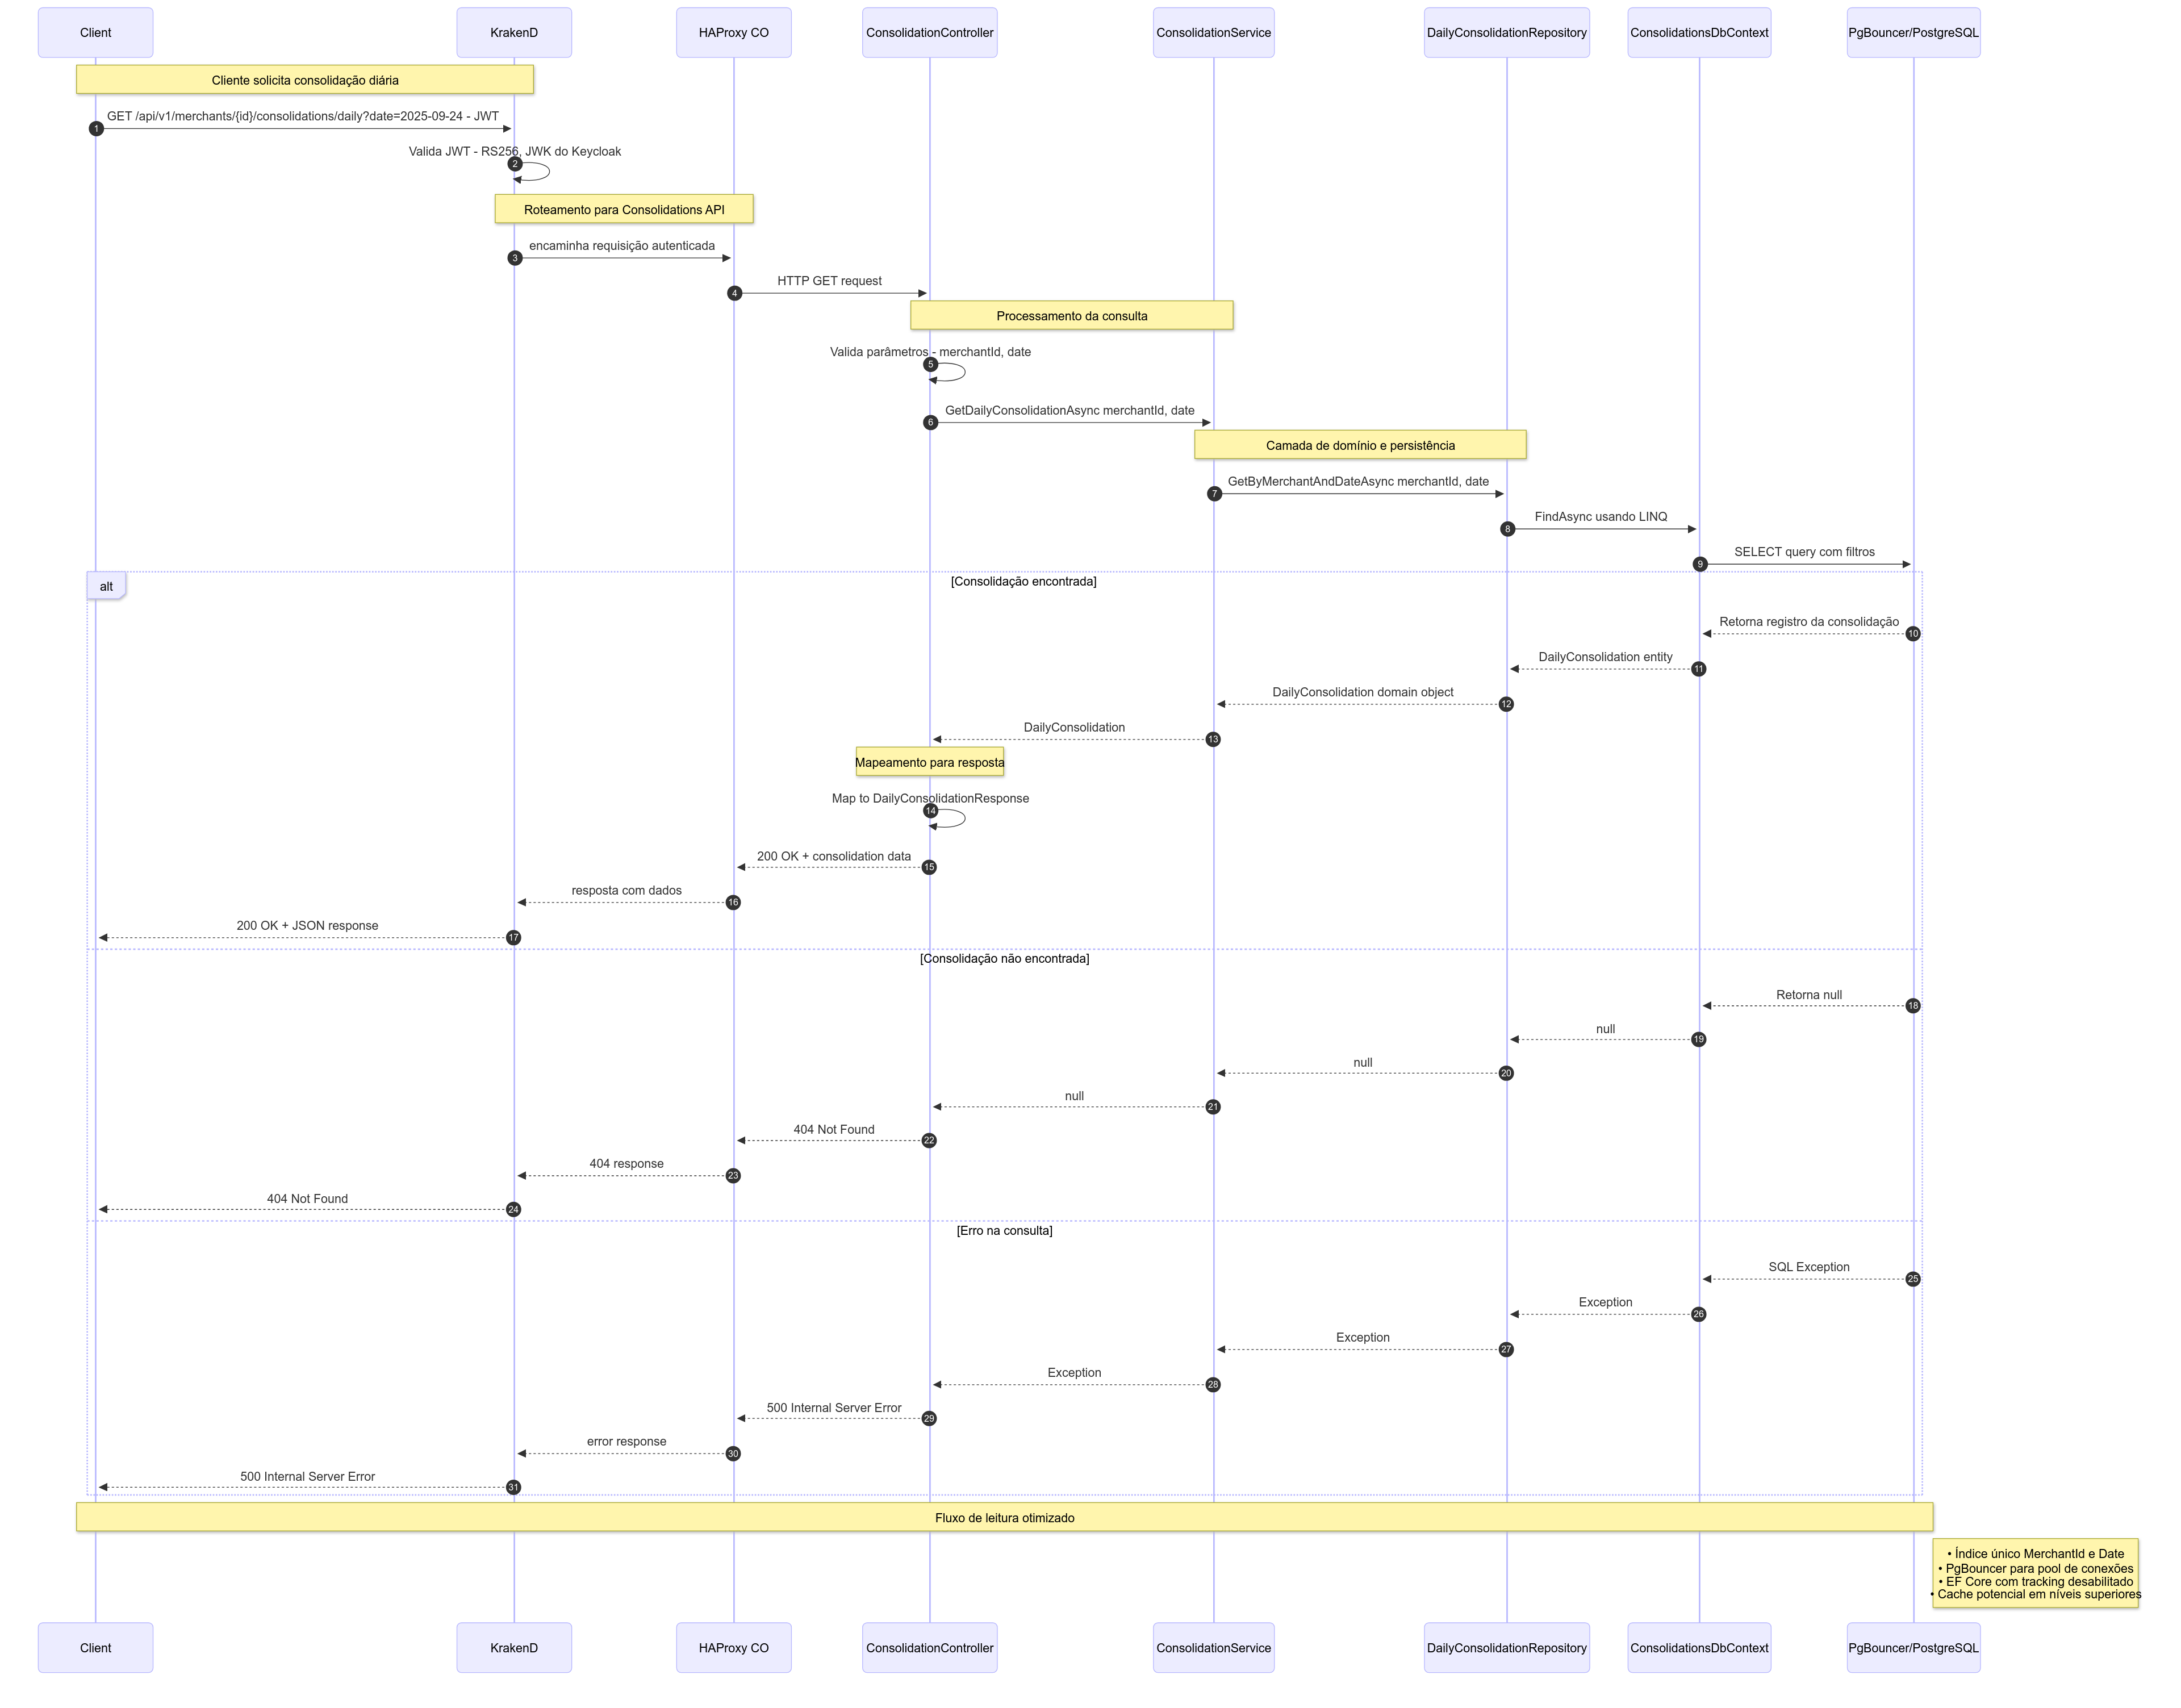 Client
KrakenD
HAProxy CO
ConsolidationController
ConsolidationService
DailyConsolidationRepository
ConsolidationsDbContext
PgBouncer/PostgreSQL
Cliente solicita consolidação diária
GET /api/v1/merchants/{id}/consolidations/daily?date=2025-09-24 - JWT
1
Valida JWT - RS256, JWK do Keycloak
2
Roteamento para Consolidations API
encaminha requisição autenticada
3
HTTP GET request
4
Processamento da consulta
Valida parâmetros - merchantId, date
5
GetDailyConsolidationAsync merchantId, date
6
Camada de domínio e persistência
GetByMerchantAndDateAsync merchantId, date
7
FindAsync usando LINQ
8
SELECT query com filtros
9
alt
[Consolidação encontrada]
Retorna registro da consolidação
10
DailyConsolidation entity
11
DailyConsolidation domain object
12
DailyConsolidation
13
Mapeamento para resposta
Map to DailyConsolidationResponse
14
200 OK + consolidation data
15
resposta com dados
16
200 OK + JSON response
17
[Consolidação não encontrada]
Retorna null
18
null
19
null
20
null
21
404 Not Found
22
404 response
23
404 Not Found
24
[Erro na consulta]
SQL Exception
25
Exception
26
Exception
27
Exception
28
500 Internal Server Error
29
error response
30
500 Internal Server Error
31
Fluxo de leitura otimizado
• Índice único MerchantId e Date
• PgBouncer para pool de conexões
• EF Core com tracking desabilitado
• Cache potencial em níveis superiores
Client
KrakenD
HAProxy CO
ConsolidationController
ConsolidationService
DailyConsolidationRepository
ConsolidationsDbContext
PgBouncer/PostgreSQL